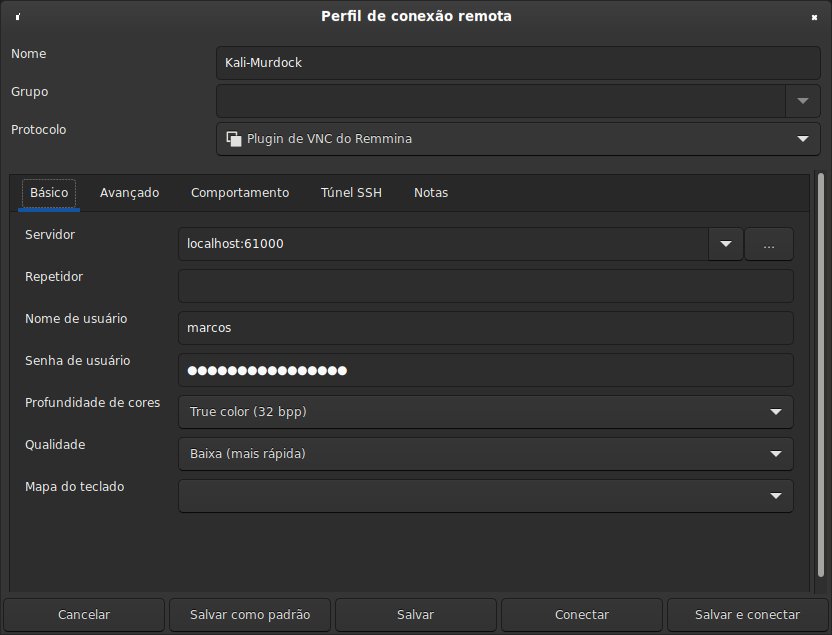 Perfil de conexão remota
Nome
Kali-Murdock
Grupo
Protocolo
Plugin de VNC do Remmina
Básico Avançado Comportamento Túnel SSH Notas
Servidor
localhost:61000
...
Repetidor
Nome de usuário
marcos
Senha de usuário
●●●●●●●●●●●●●●●●
Profundidade de cores
True color (32 bpp)
Qualidade
Baixa (mais rápida)
Mapa do teclado
Cancelar Salvar como padrão Salvar Conectar Salvar e conectar